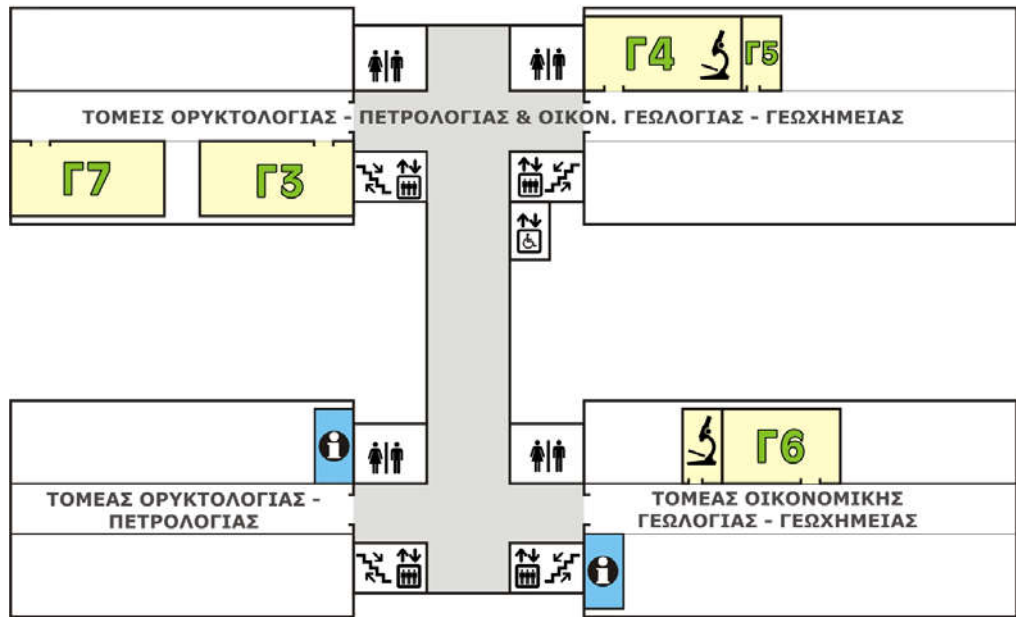 Γ4
Γ5
ΤΟΜΕΙΣ ΟΡΥΚΤΟΛΟΓΙΑΣ - ΠΕΤΡΟΛΟΓΙΑΣ & ΟΙΚΟΝ. ΓΕΩΛΟΓΙΑΣ - ΓΕΩΧΗΜΕΙΑΣ
Γ7
Γ3
Γ6
ΤΟΜΕΑΣ ΟΡΥΚΤΟΛΟΓΙΑΣ -
ΠΕΤΡΟΛΟΓΙΑΣ
ΤΟΜΕΑΣ ΟΙΚΟΝΟΜΙΚΗΣ
ΓΕΩΛΟΓΙΑΣ - ΓΕΩΧΗΜΕΙΑΣ